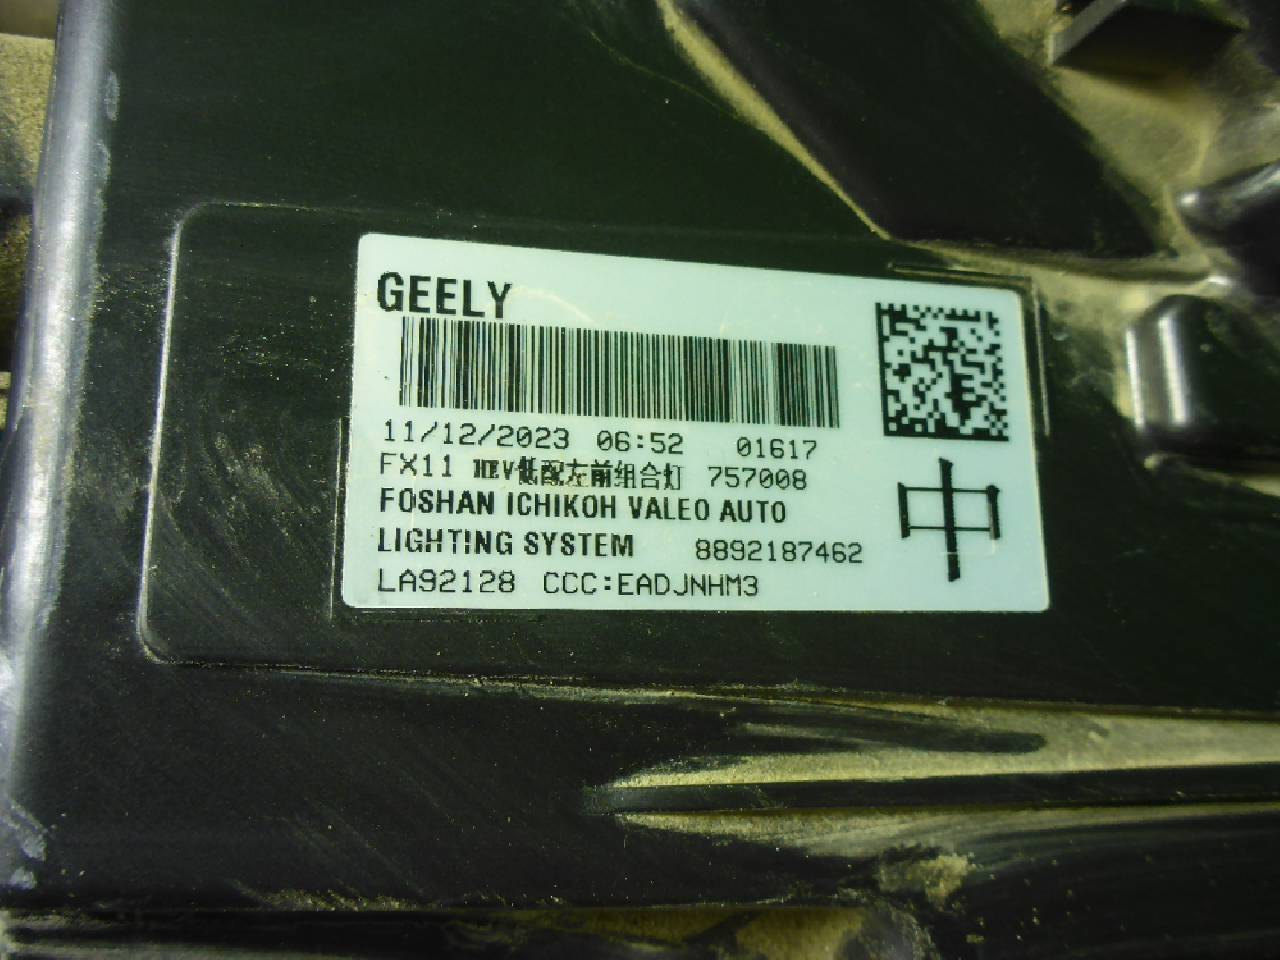 GEELY
11/12/2023 06:52 01617
FX11 HEV低配左前组合灯 757008
FOSHAN ICHIKOH VALEO AUTO
LIGHTING SYSTEM 8892187462
LA92128 CCC:EADJNHM3
中